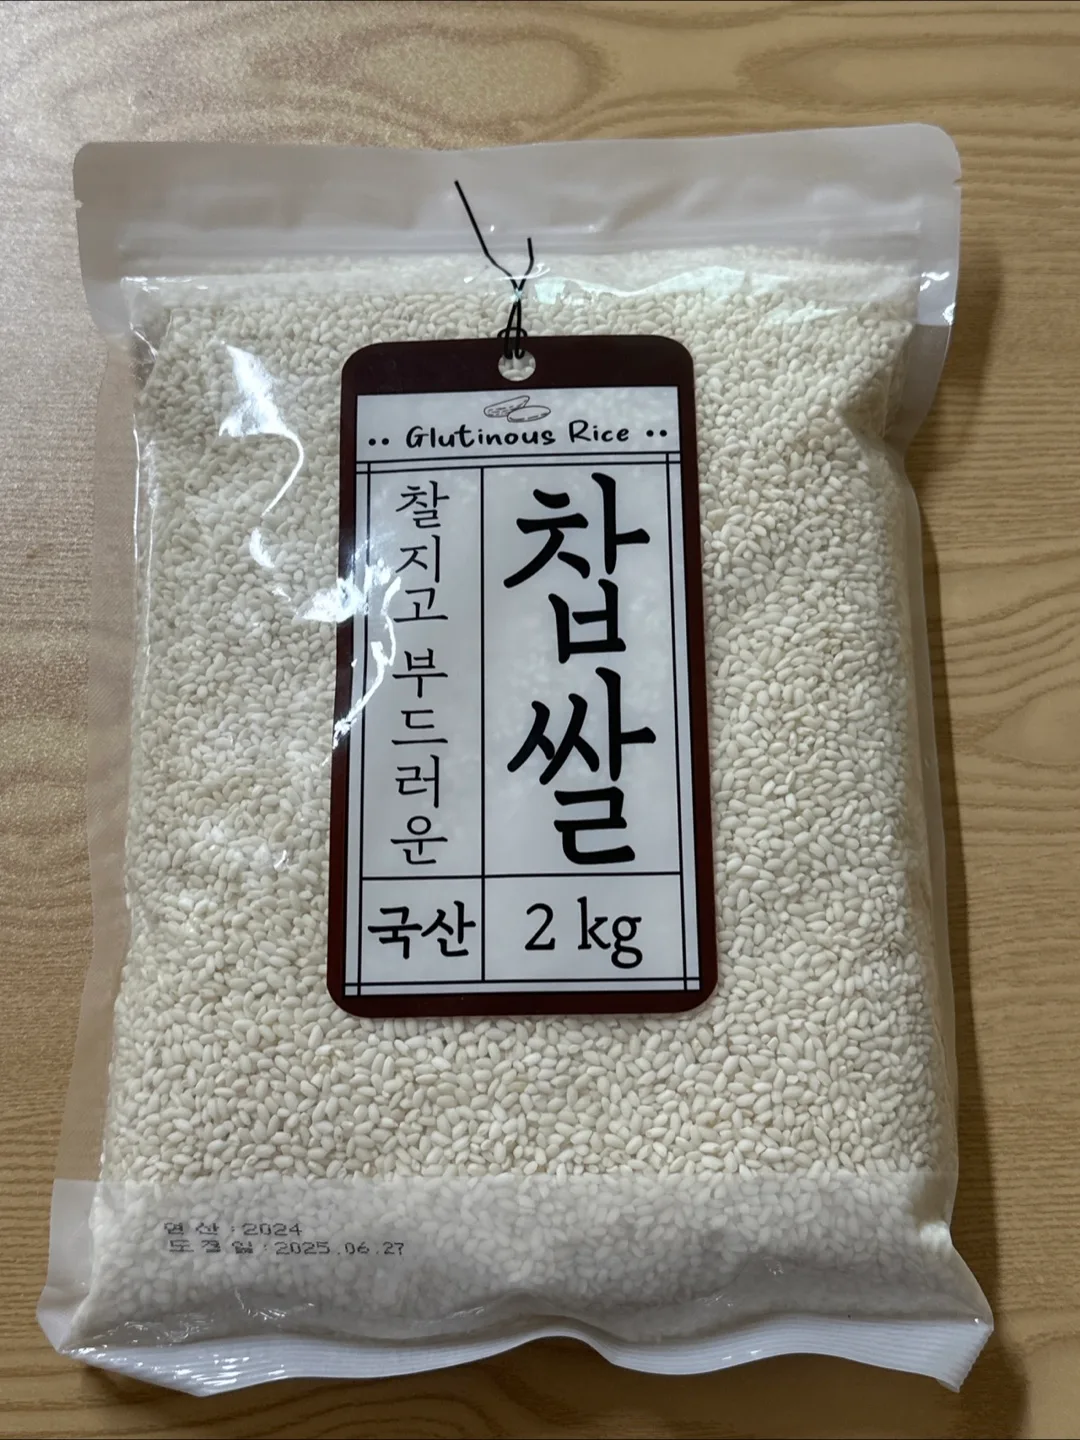 •• Glutinous Rice ••
찹쌀
찰지고 부드러운
국산
2 kg
연산 : 2024
도정일 : 2025.06.27